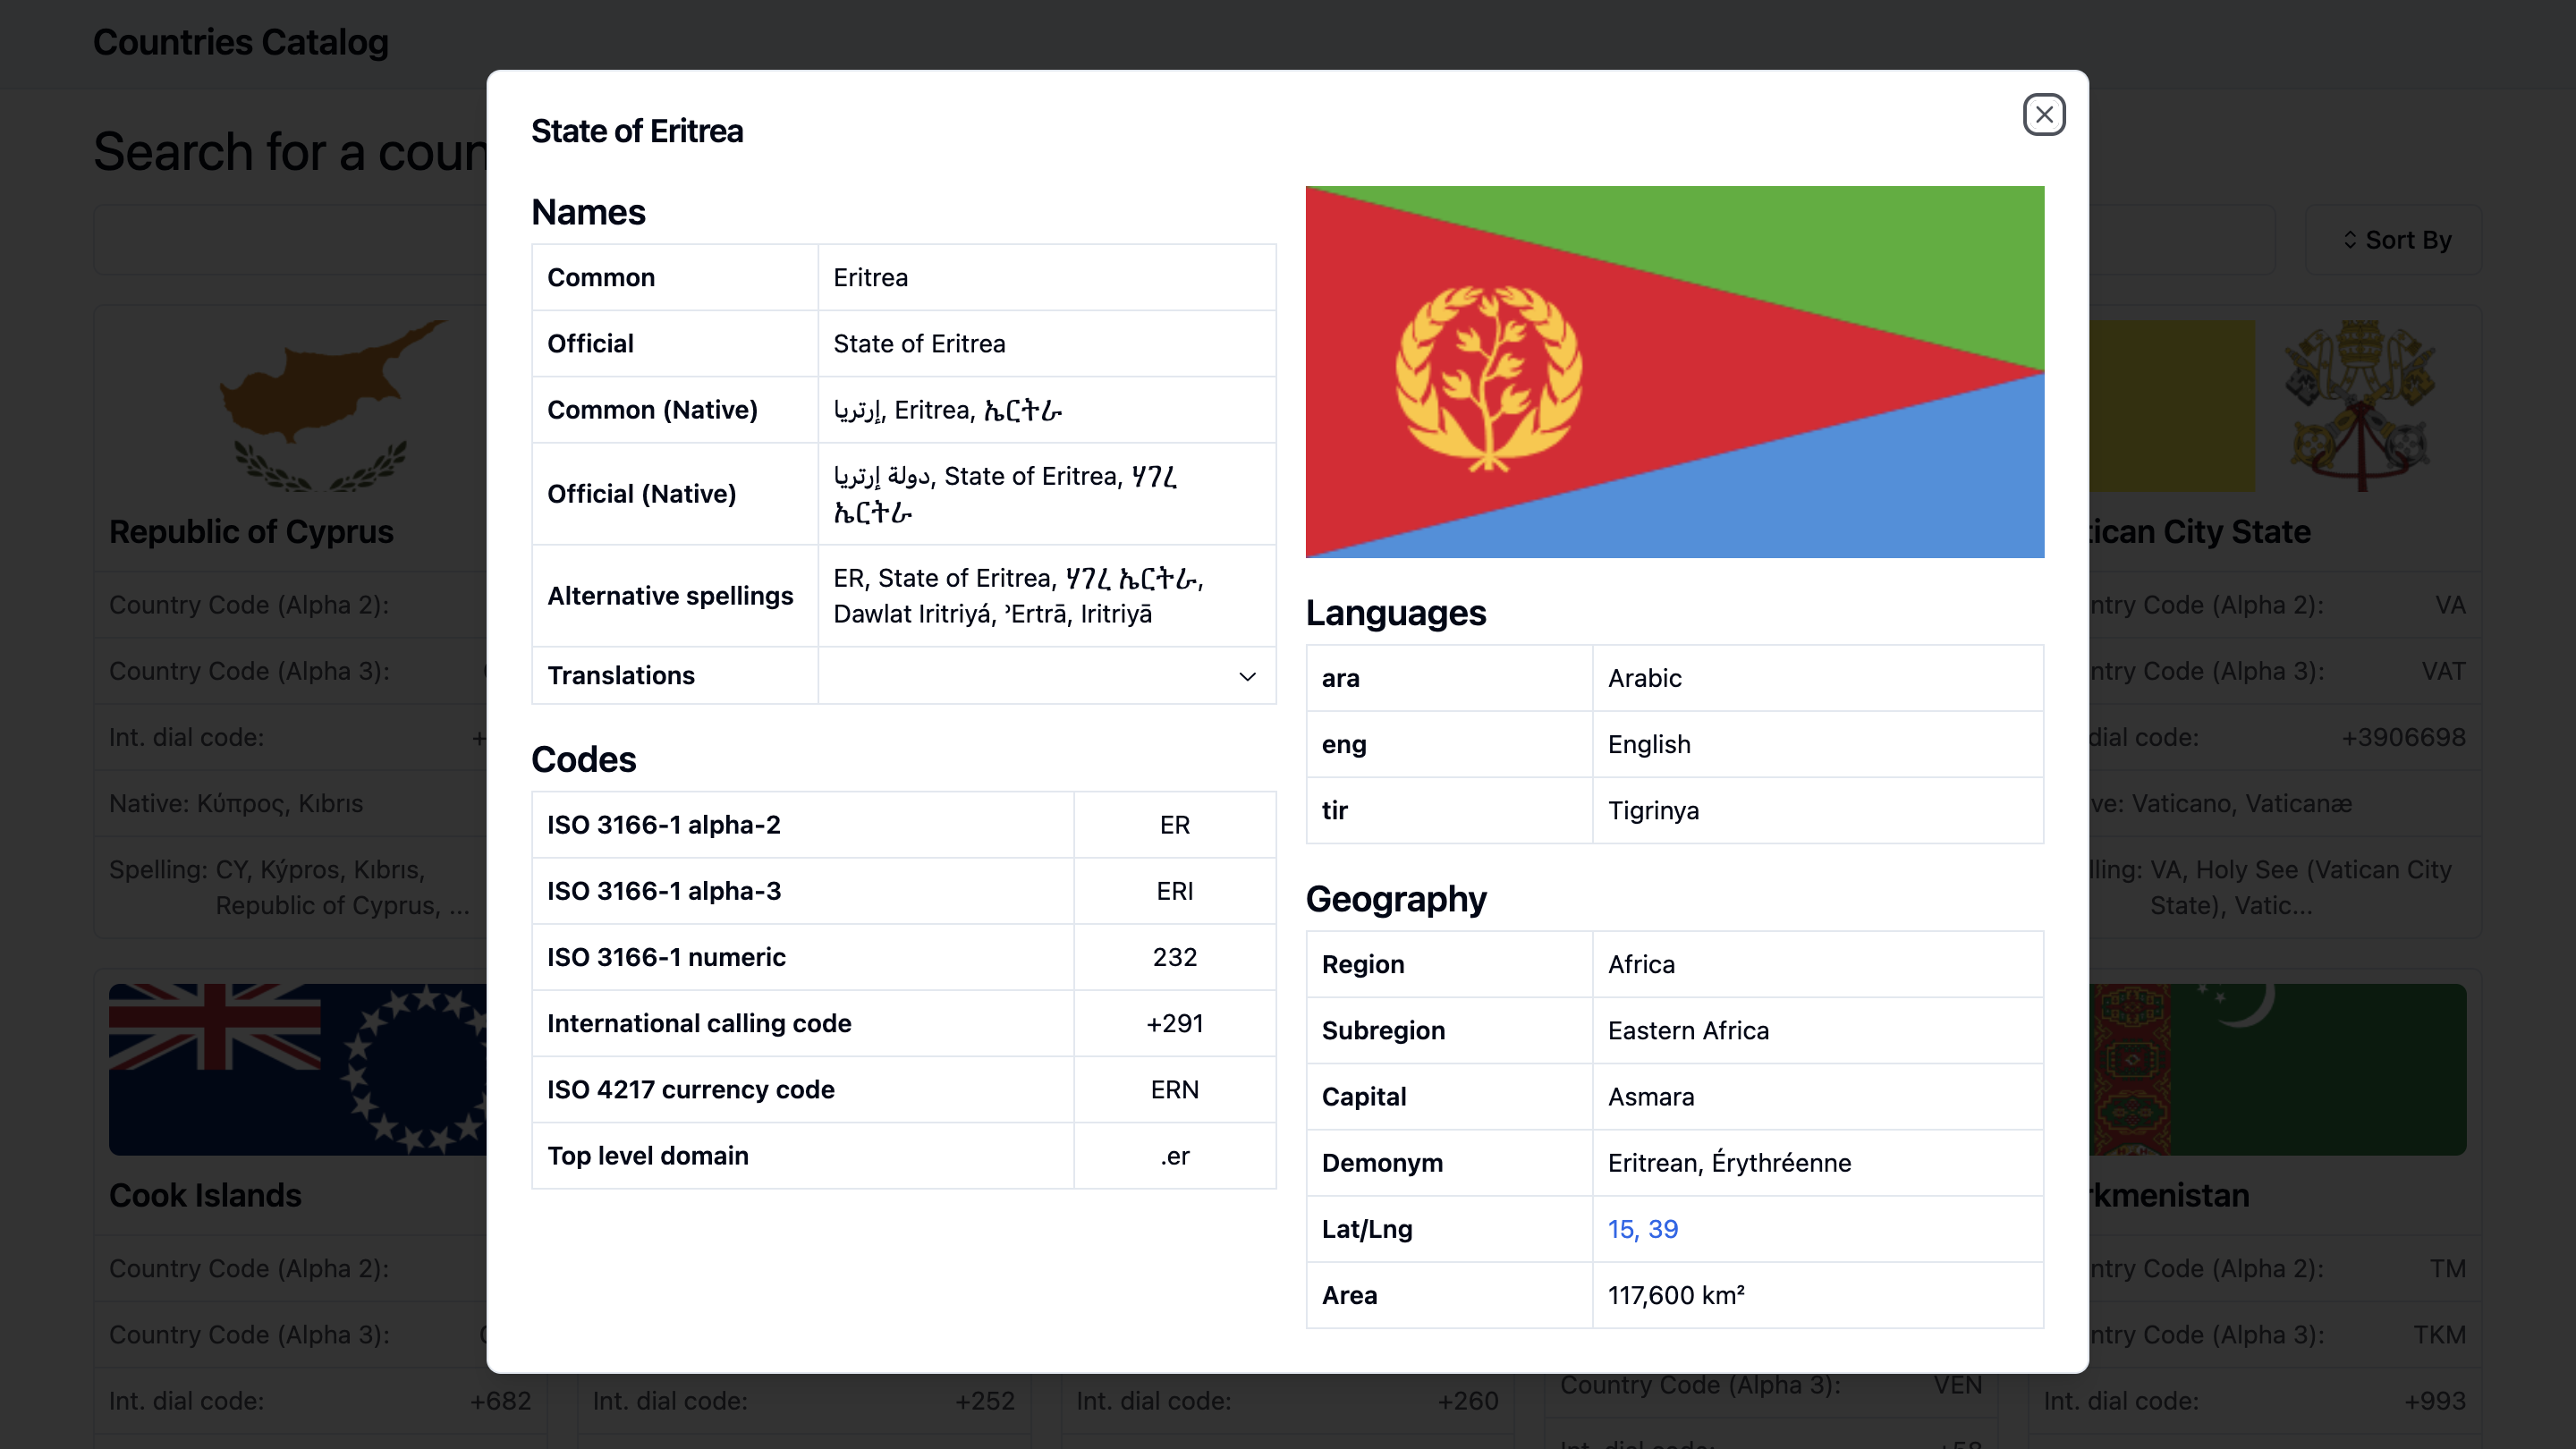 Countries Catalog
Search for a coun
Sort By
State of Eritrea
Names
Common Eritrea
Official State of Eritrea
Common (Native) إرتريا, Eritrea, ኤርትራ
Official (Native) دولة إرتريا, State of Eritrea, ሃገረ
ኤርትራ
Alternative spellings ER, State of Eritrea, ሃገረ ኤርትራ,
Dawlat Iritriyá, ʾErtrā, Iritriyā
Translations
Codes
ISO 3166-1 alpha-2 ER
ISO 3166-1 alpha-3 ERI
ISO 3166-1 numeric 232
International calling code +291
ISO 4217 currency code ERN
Top level domain .er
Languages
ara Arabic
eng English
tir Tigrinya
Geography
Region Africa
Subregion Eastern Africa
Capital Asmara
Demonym Eritrean, Érythréenne
Lat/Lng 15, 39
Area 117,600 km²
Republic of Cyprus
Country Code (Alpha 2):
Country Code (Alpha 3):
Int. dial code: +
Native: Κύπρος, Kıbrıs
Spelling: CY, Kýpros, Kıbrıs,
Republic of Cyprus, ...
tican City State
ntry Code (Alpha 2): VA
ntry Code (Alpha 3): VAT
dial code: +3906698
ve: Vaticano, Vaticanæ
lling: VA, Holy See (Vatican City
State), Vatic...
Cook Islands
Country Code (Alpha 2):
Country Code (Alpha 3):
Int. dial code: +682
Int. dial code: +252
Int. dial code: +260
Country Code (Alpha 3): VEN
rkmenistan
ntry Code (Alpha 2): TM
ntry Code (Alpha 3): TKM
Int. dial code: +993